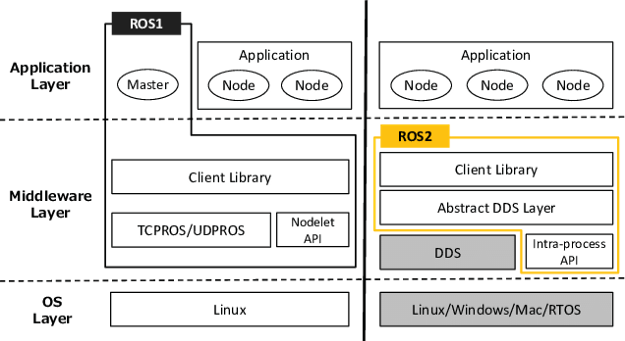 ROS1
Application
Layer
Master
Application
Node
Node
Application
Node
Node
Node
Middleware
Layer
Client Library
TCPROS/UDPROS
Nodelet
API
ROS2
Client Library
Abstract DDS Layer
DDS
Intra-process
API
OS
Layer
Linux
Linux/Windows/Mac/RTOS